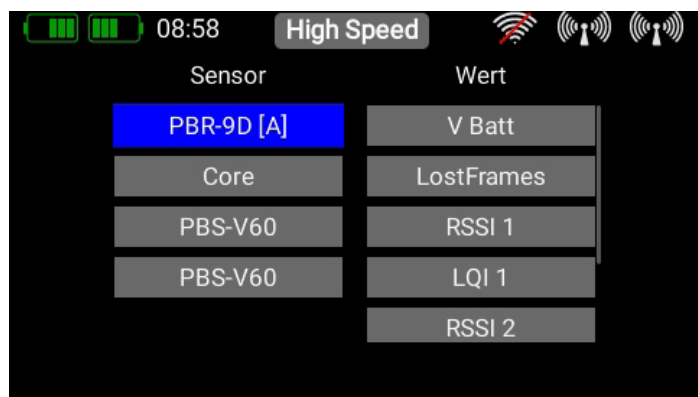 08:58 High Speed
Sensor Wert
PBR-9D [A] V Batt
Core LostFrames
PBS-V60 RSSI 1
PBS-V60 LQI 1
RSSI 2